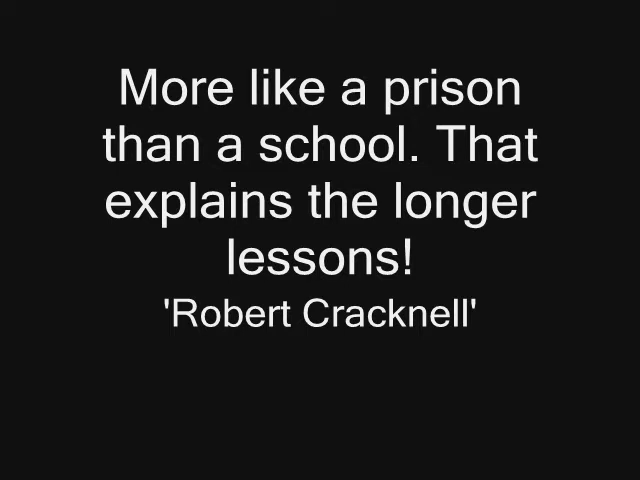 More like a prison
than a school. That
explains the longer
lessons!
'Robert Cracknell'